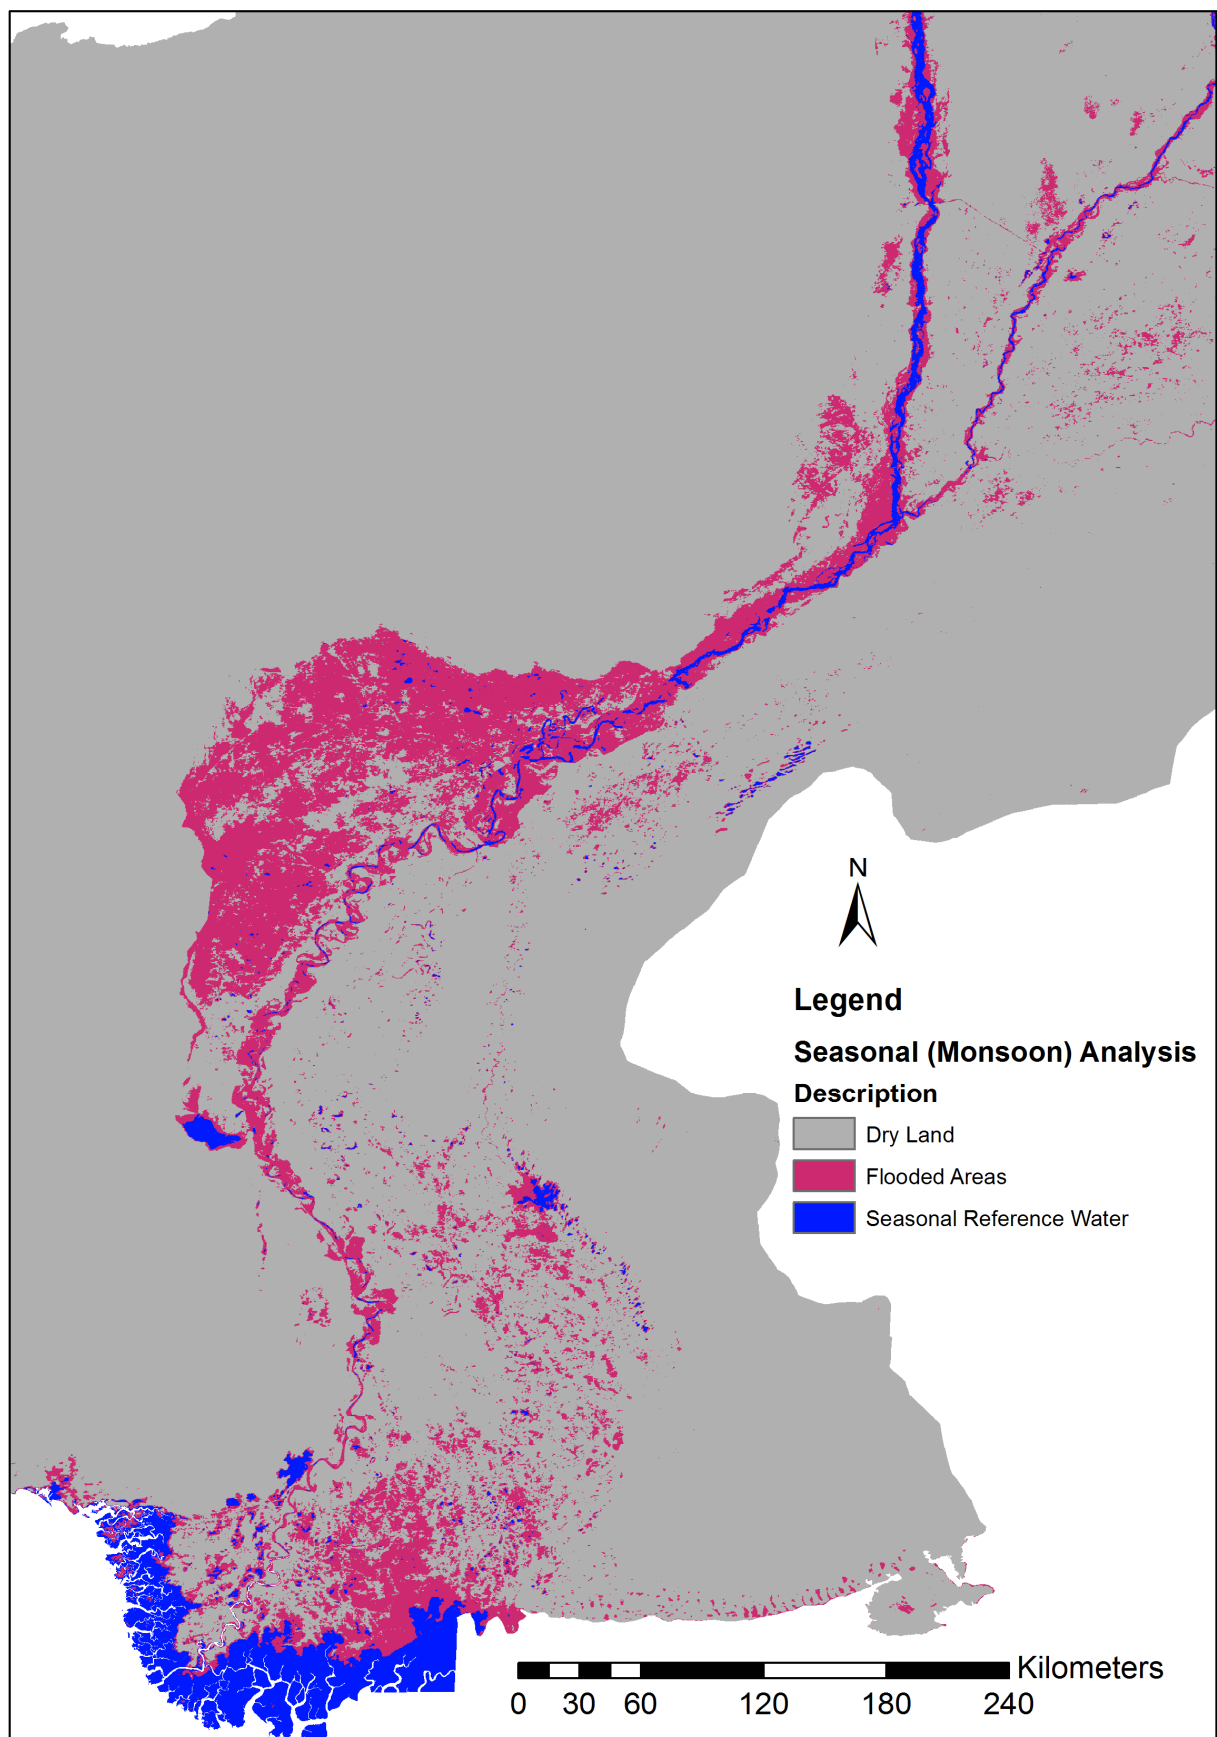 N
Legend
Seasonal (Monsoon) Analysis
Description
Dry Land
Flooded Areas
Seasonal Reference Water
Kilometers
0 30 60 120 180 240